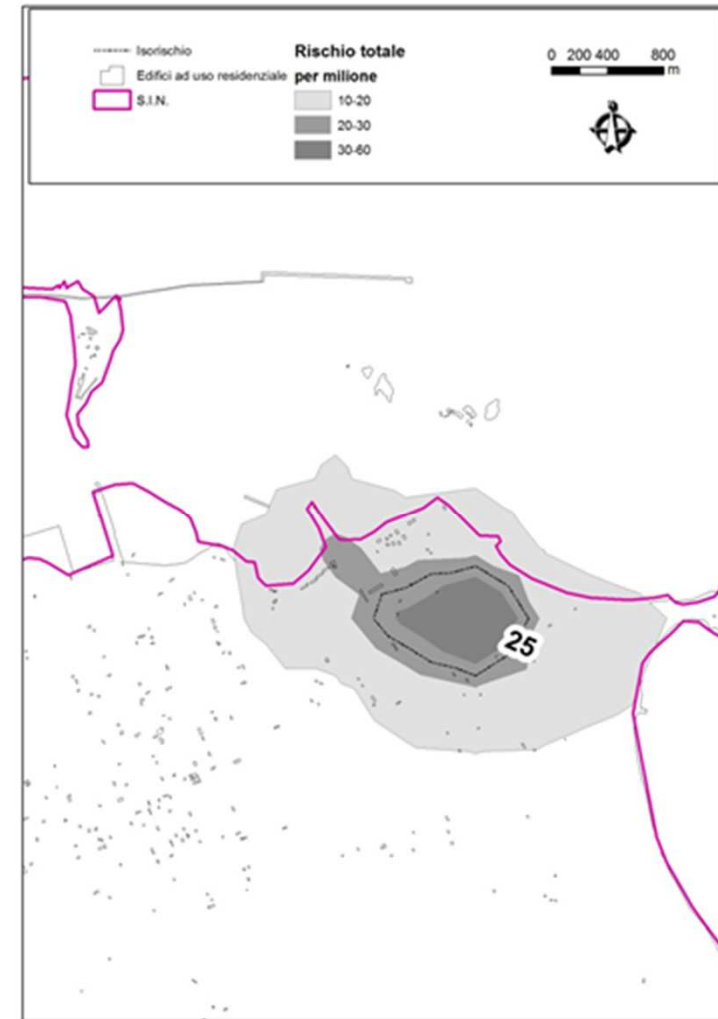 Isorischio
Edifici ad uso residenziale
S.I.N.
Rischio totale
per milione
10-20
20-30
30-60
0 200 400 800
m
25